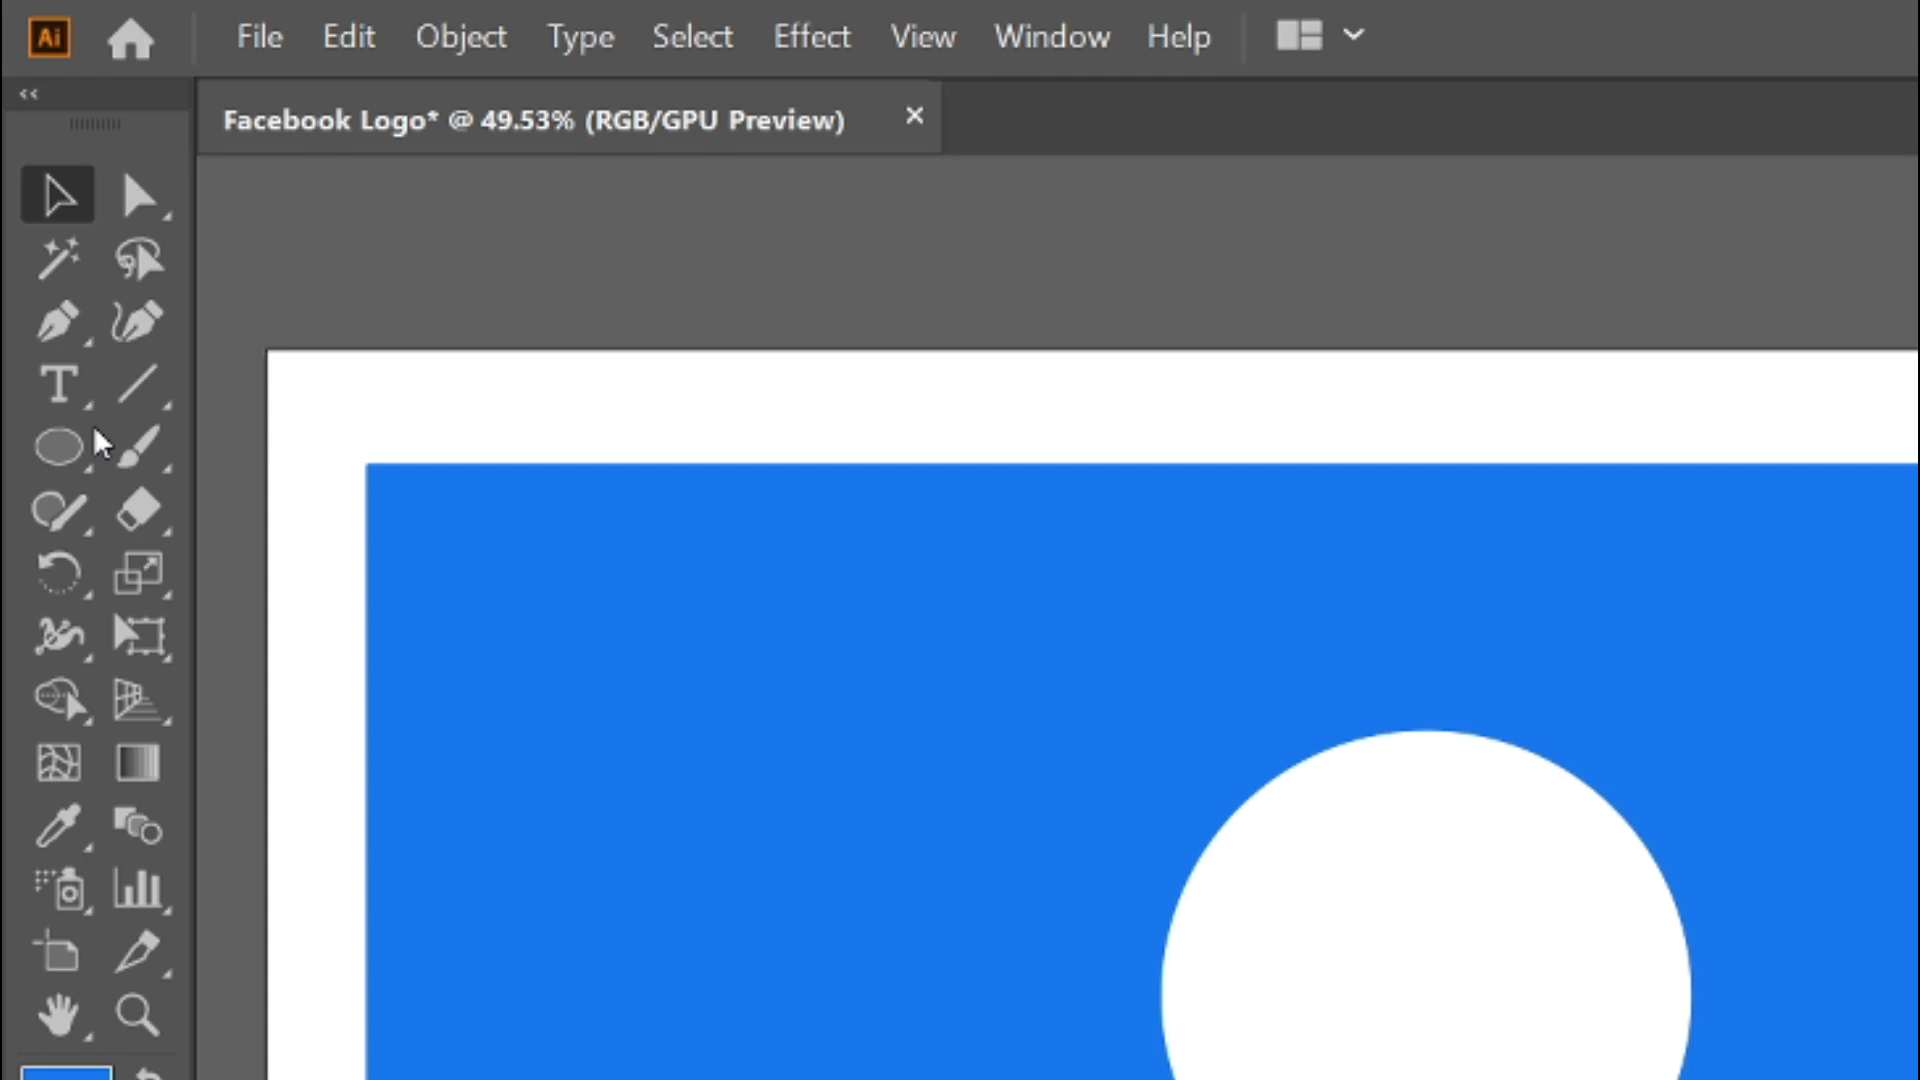 Ai File Edit Object Type Select Effect View Window Help
Facebook Logo* @ 49.53% (RGB/GPU Preview)